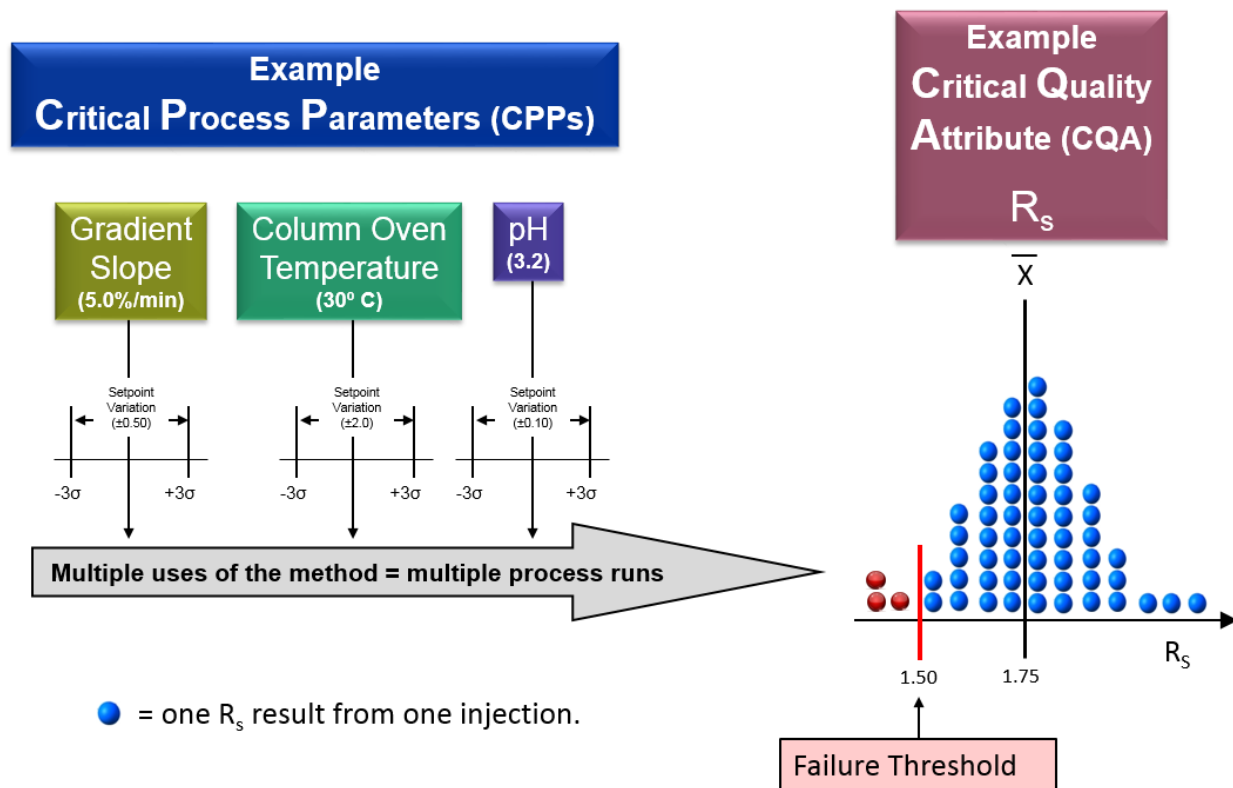 Example
Critical Process Parameters (CPPs)
Example
Critical Quality
Attribute (CQA)
Rs
Gradient
Slope
(5.0%/min)
Column Oven
Temperature
(30º C)
pH
(3.2)
X
Setpoint
Variation
(±0.50)
Setpoint
Variation
(±2.0)
Setpoint
Variation
(±0.10)
-3σ
+3σ
-3σ
+3σ
-3σ
+3σ
Multiple uses of the method = multiple process runs
RS
1.50
1.75
= one Rs result from one injection.
Failure Threshold